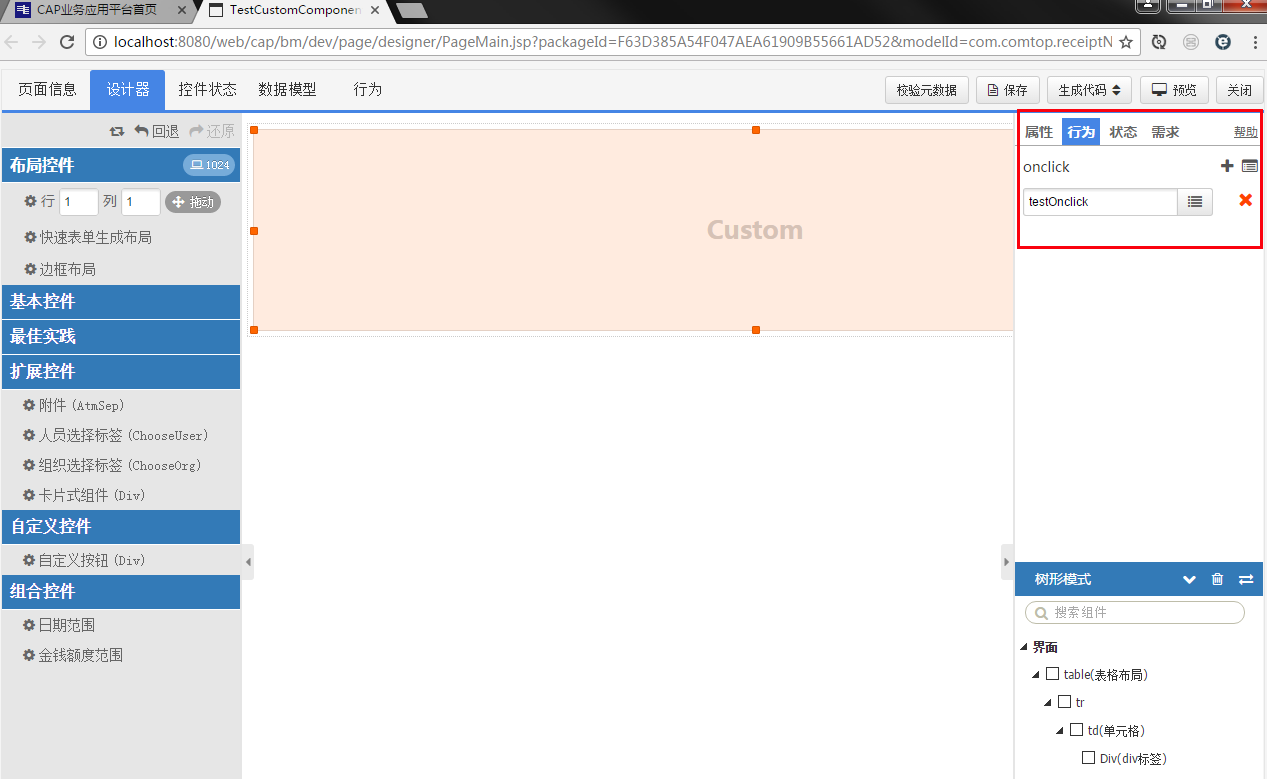 CAP业务应用平台首页
TestCustomComponen
localhost:8080/web/cap/bm/dev/page/designer/PageMain.jsp?packageId=F63D385A54F047AEA61909B55661AD52&modelId=com.comtop.receiptN
页面信息 设计器 控件状态 数据模型 行为 校验元数据 保存 生成代码 预览 关闭
回退 还原
布局控件 1024
行 1 列 1 拖动
快速表单生成布局
边框布局
基本控件
最佳实践
扩展控件
附件(AtmSep)
人员选择标签(ChooseUser)
组织选择标签(ChooseOrg)
卡片式组件(Div)
自定义控件
自定义按钮(Div)
组合控件
日期范围
金钱额度范围
Custom
属性 行为 状态 需求 帮助
onclick
testOnclick
树形模式
搜索组件
界面
table(表格布局)
tr
td(单元格)
Div(div标签)